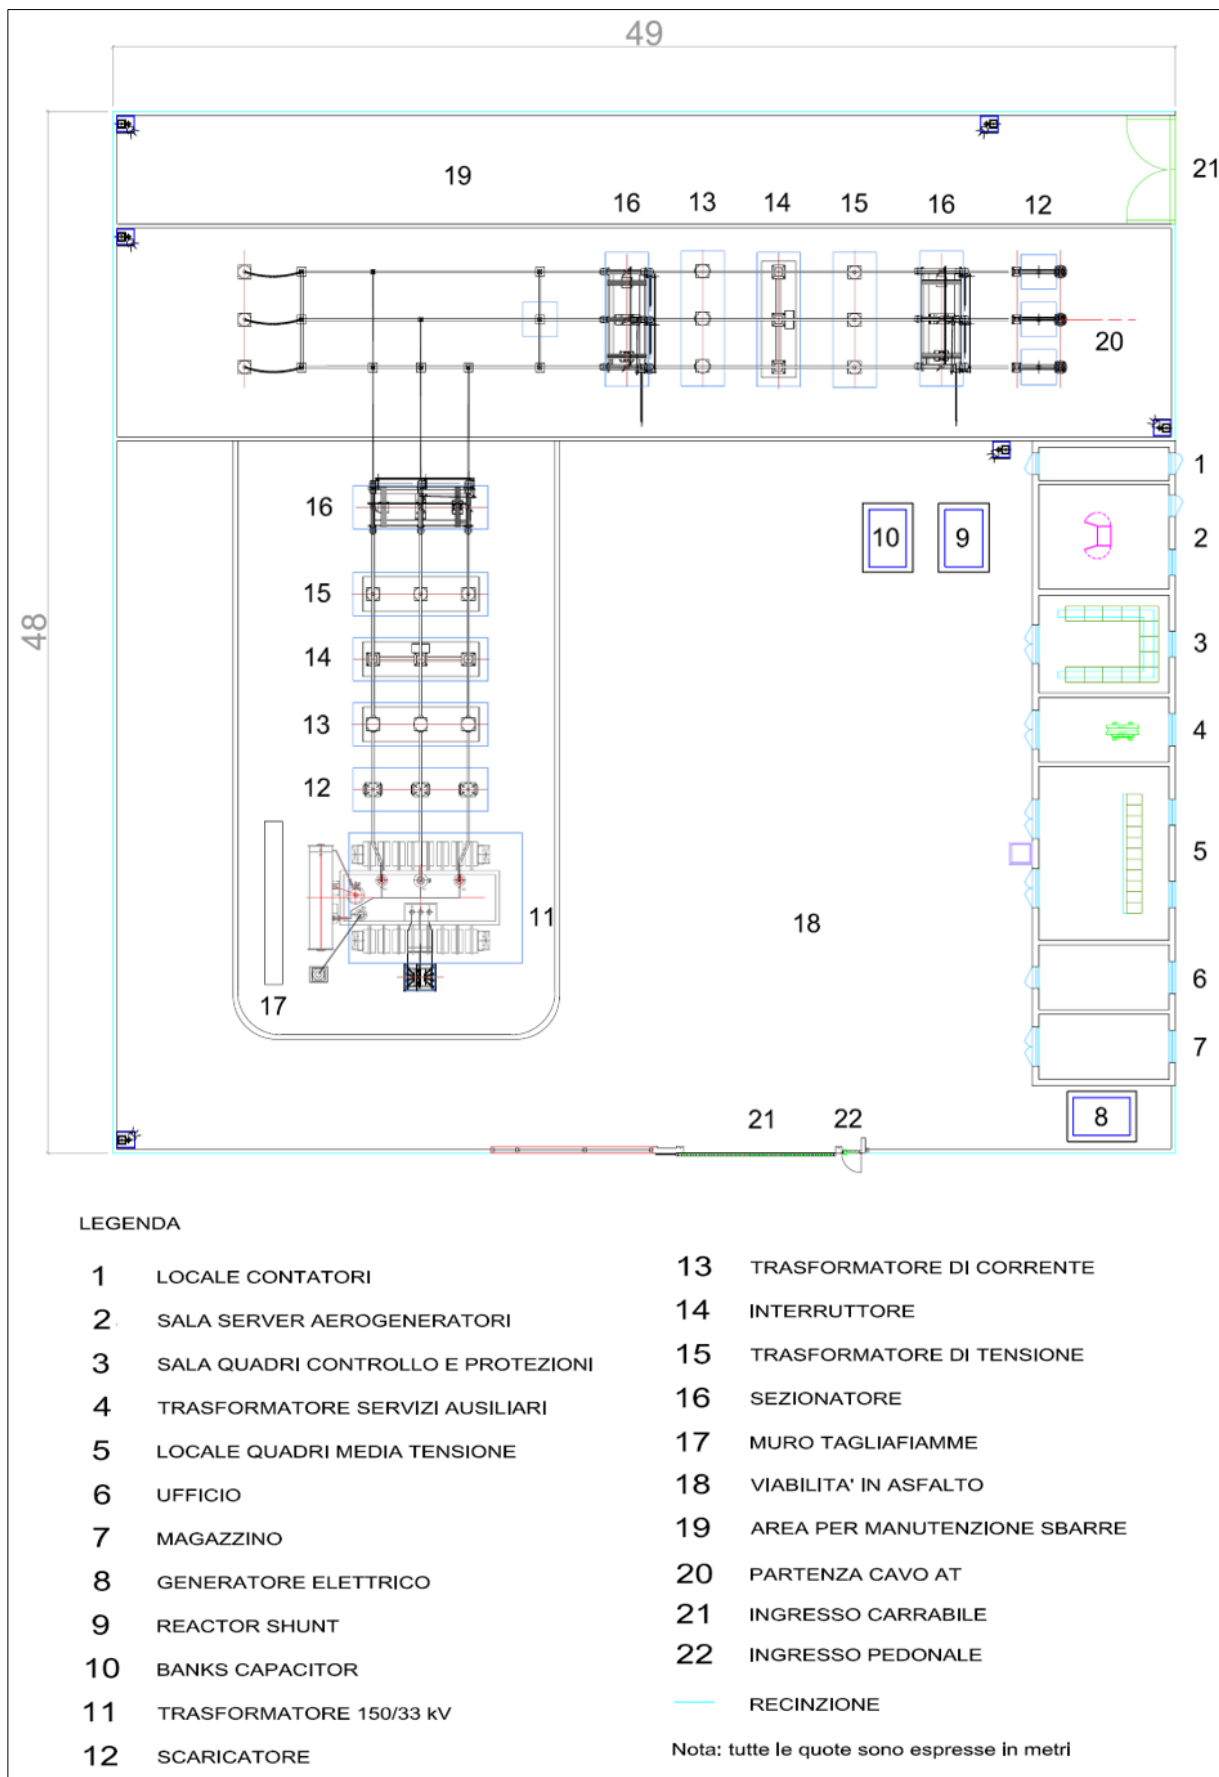 49
48
21
19
16 13 14 15 16 12
20
1
16
10 9
2
15
3
14
13
4
12
5
11
18
6
17
7
21 22
8
LEGENDA
1 LOCALE CONTATORI
2 SALA SERVER AEROGENERATORI
3 SALA QUADRI CONTROLLO E PROTEZIONI
4 TRASFORMATORE SERVIZI AUSILIARI
5 LOCALE QUADRI MEDIA TENSIONE
6 UFFICIO
7 MAGAZZINO
8 GENERATORE ELETTRICO
9 REACTOR SHUNT
10 BANKS CAPACITOR
11 TRASFORMATORE 150/33 kV
12 SCARICATORE
13 TRASFORMATORE DI CORRENTE
14 INTERRUTTORE
15 TRASFORMATORE DI TENSIONE
16 SEZIONATORE
17 MURO TAGLIAFIAMME
18 VIABILITA' IN ASFALTO
19 AREA PER MANUTENZIONE SBARRE
20 PARTENZA CAVO AT
21 INGRESSO CARRABILE
22 INGRESSO PEDONALE
RECINZIONE
Nota: tutte le quote sono espresse in metri